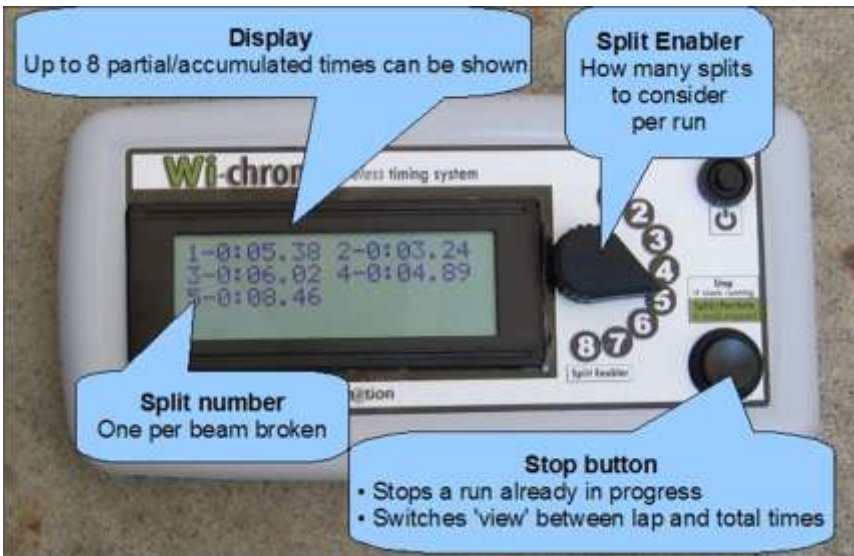 Display
Up to 8 partial/accumulated times can be shown
Split Enabler
How many splits
to consider
per run
Wi-chron
timing system
1-0:05.38 2-0:03.24
3-0:06.02 4-0:04.89
5-0:08.46
2
3
4
5
6
7
8
Split Enabler
Stop
Split number
One per beam broken
Stop button
• Stops a run already in progress
• Switches 'view' between lap and total times